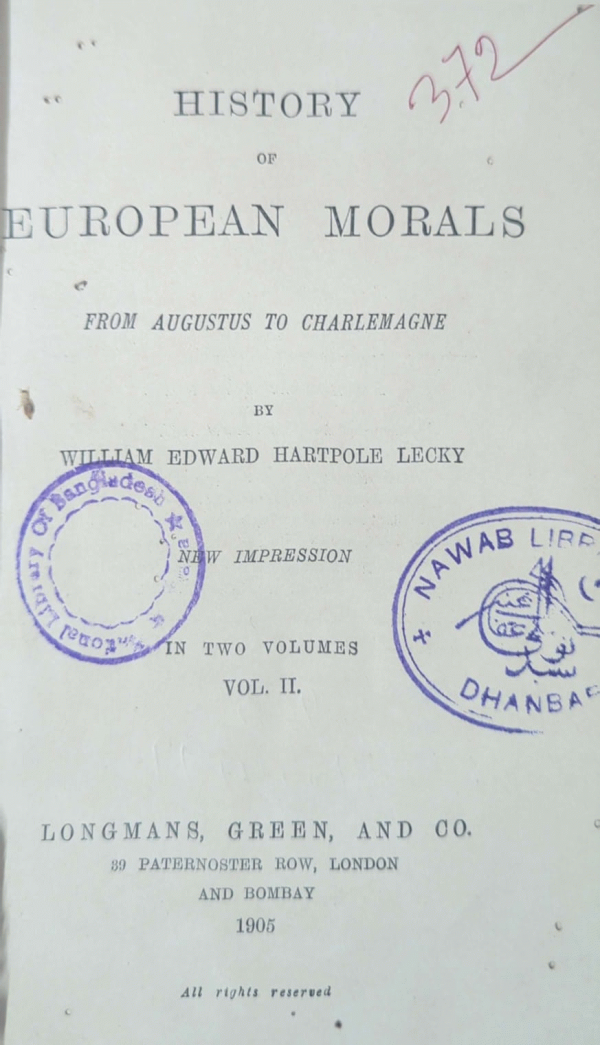 3.72
HISTORY
OF
EUROPEAN MORALS
FROM AUGUSTUS TO CHARLEMAGNE
BY
WILLIAM EDWARD HARTPOLE LECKY
National Library Of Bangladesh
NEW IMPRESSION
NAWAB LIBR
DHANBA
IN TWO VOLUMES
VOL. II.
LONGMANS, GREEN, AND CO.
39 PATERNOSTER ROW, LONDON
AND BOMBAY
1905
All rights reserved